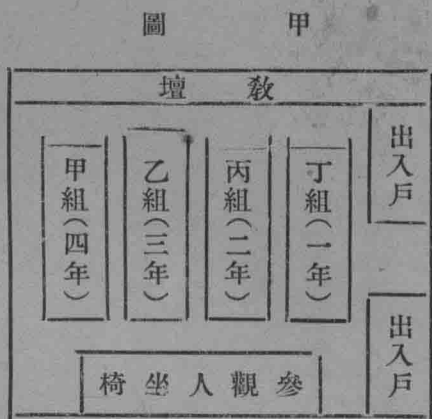 甲圖
教壇
出入戶
丁組（一年）
丙組（二年）
乙組（三年）
甲組（四年）
出入戶
參觀人坐椅